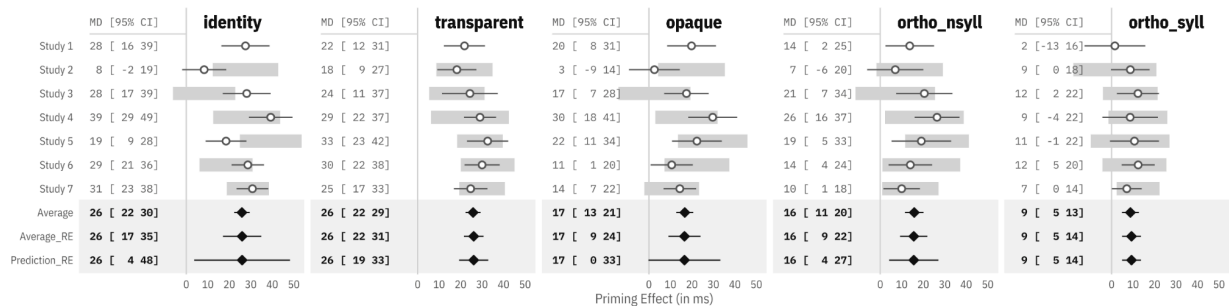 MD [95% CI] identity MD [95% CI] transparent MD [95% CI] opaque MD [95% CI] ortho_nsyll MD [95% CI] ortho_syll
Study 1 28 [ 16 39] 22 [ 12 31] 20 [ 8 31] 14 [ 2 25] 2 [-13 16]
Study 2 8 [ -2 19] 18 [ 9 27] 3 [ -9 14] 7 [ -6 20] 9 [ 0 18]
Study 3 28 [ 17 39] 24 [ 11 37] 17 [ 7 28] 21 [ 7 34] 12 [ 2 22]
Study 4 39 [ 29 49] 29 [ 22 37] 30 [ 18 41] 26 [ 16 37] 9 [ -4 22]
Study 5 19 [ 9 28] 33 [ 23 42] 22 [ 11 34] 19 [ 5 33] 11 [ -1 22]
Study 6 29 [ 21 36] 30 [ 22 38] 11 [ 1 20] 14 [ 4 24] 12 [ 5 20]
Study 7 31 [ 23 38] 25 [ 17 33] 14 [ 7 22] 10 [ 1 18] 7 [ 0 14]
Average 26 [ 22 30] 26 [ 22 29] 17 [ 13 21] 16 [ 11 20] 9 [ 5 13]
Average_RE 26 [ 17 35] 26 [ 22 31] 17 [ 9 24] 16 [ 9 22] 9 [ 5 14]
Prediction_RE 26 [ 4 48] 26 [ 19 33] 17 [ 0 33] 16 [ 4 27] 9 [ 5 14]
0 10 20 30 40 50 0 10 20 30 40 50 0 10 20 30 40 50 0 10 20 30 40 50 0 10 20 30 40 50
Priming Effect (in ms)